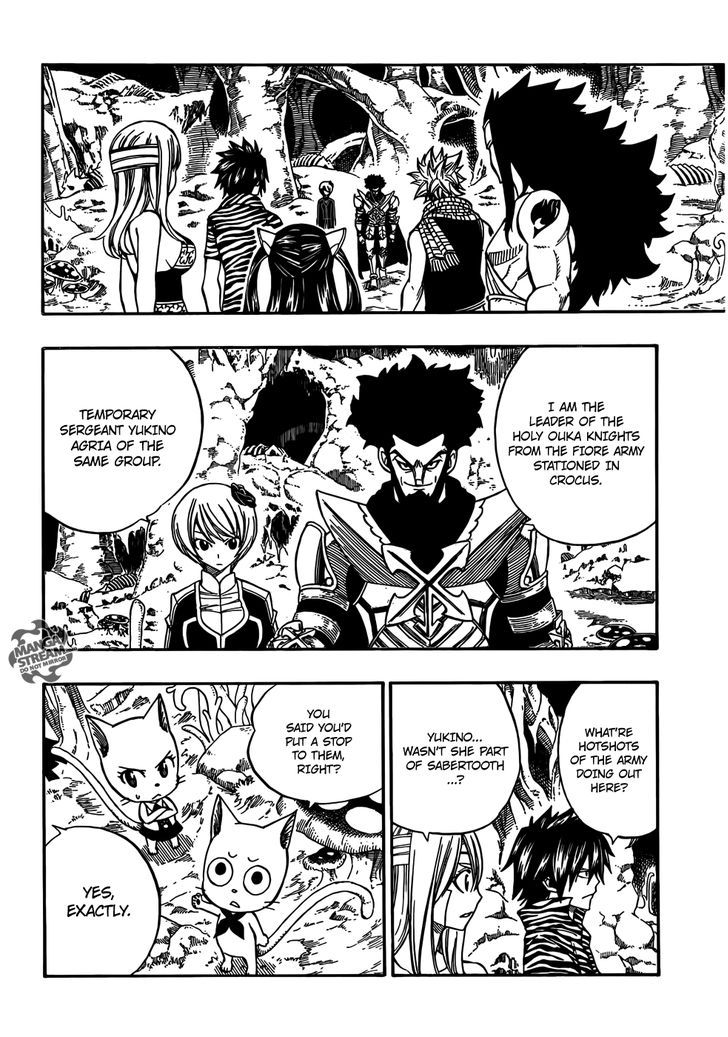 I AM THE
LEADER OF THE
HOLY OUKA KNIGHTS
FROM THE FIORE ARMY
STATIONED IN
CROCUS.
TEMPORARY
SERGEANT YUKINO
AGRIA OF THE
SAME GROUP.
WHAT'RE
HOTSHOTS
OF THE ARMY
DOING OUT
HERE?
YUKINO...
WASN'T SHE PART
OF SABERTOOTH
...?
YOU
SAID YOU'D
PUT A STOP
TO THEM,
RIGHT?
YES,
EXACTLY.
MANGA
STREAM
DO NOT MIRROR